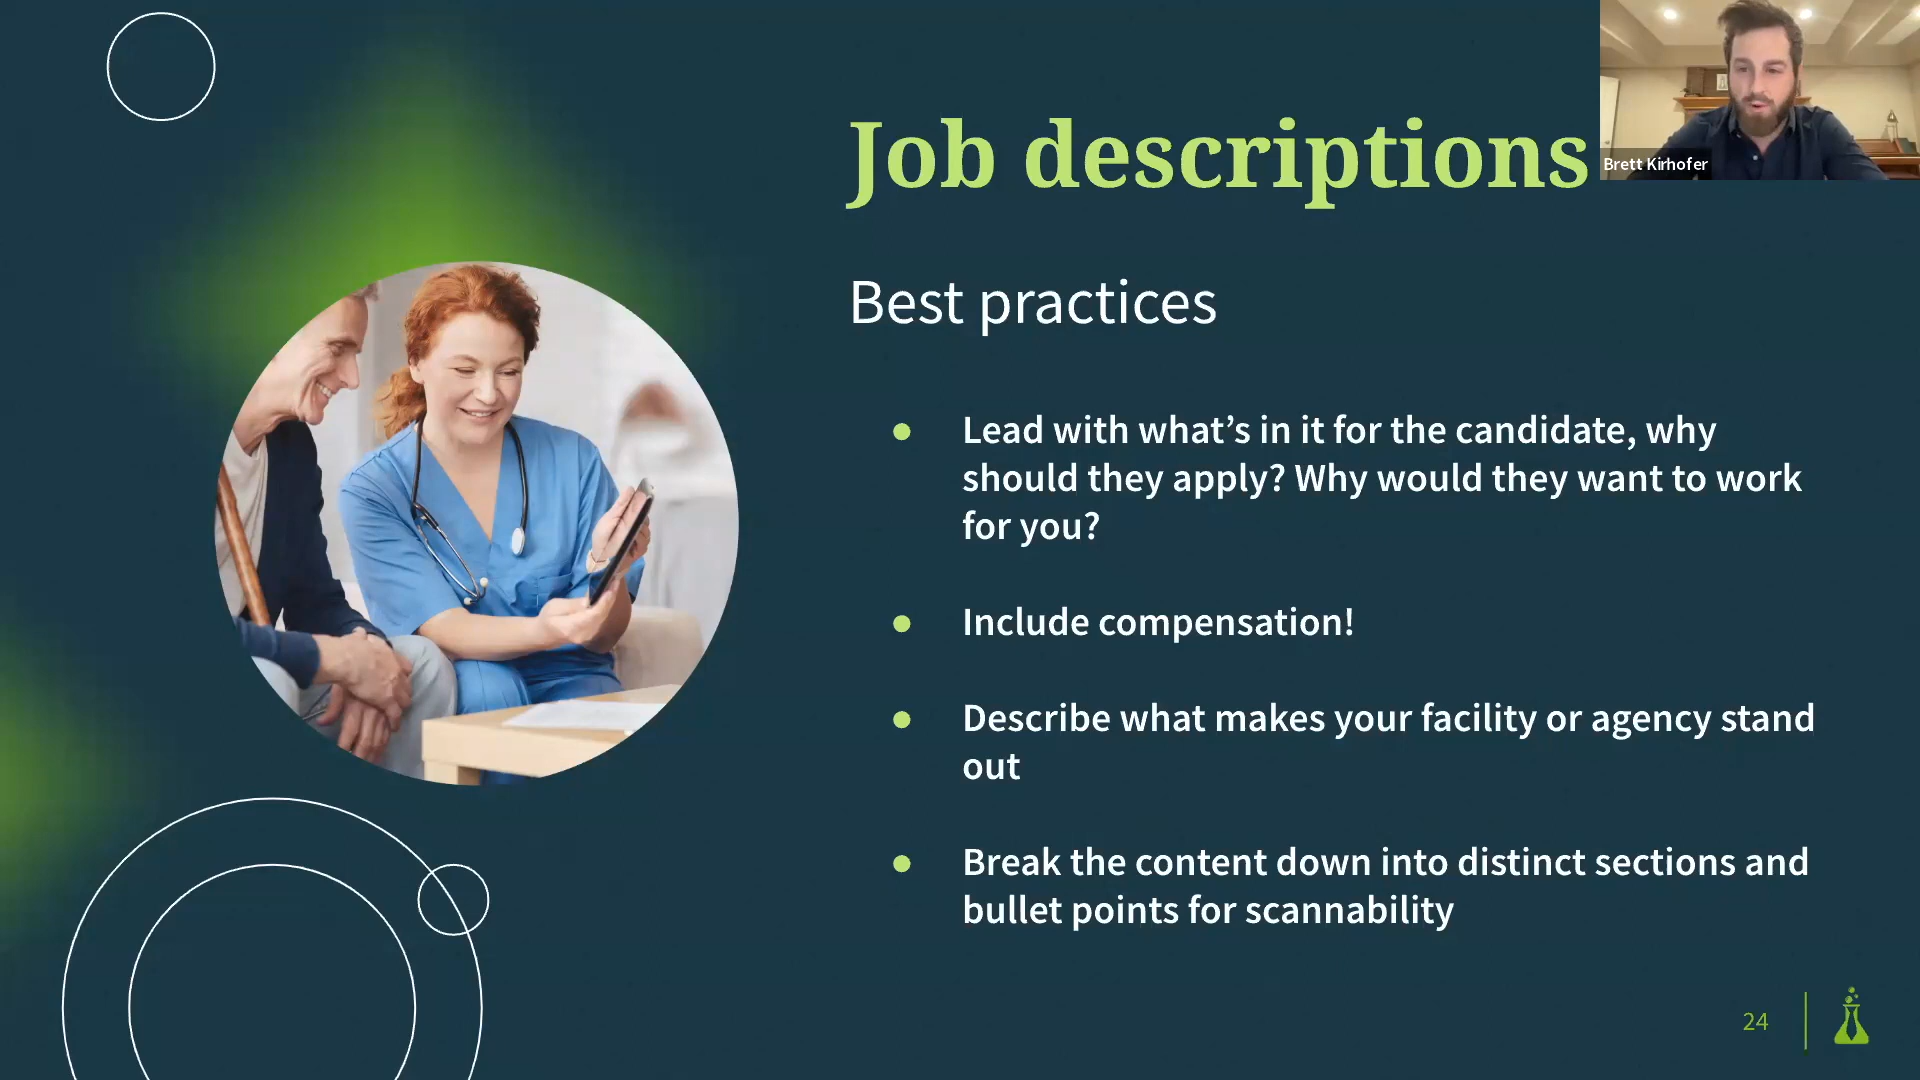 Job descriptions
Brett Kirhofer
Best practices
● Lead with what’s in it for the candidate, why
should they apply? Why would they want to work
for you?
● Include compensation!
● Describe what makes your facility or agency stand
out
● Break the content down into distinct sections and
bullet points for scannability
24